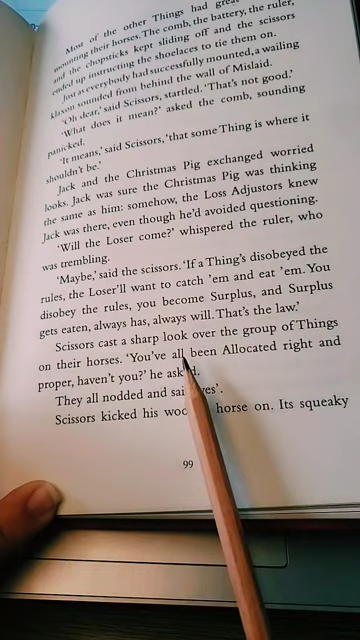 Most of the other Things had great
mounting their horses. The comb, the battery, the ruler,
and the chopsticks kept sliding off and the scissors
ended up instructing the shoelaces to tie them on.
Just as everybody had successfully mounted, a wailing
klaxon sounded from behind the wall of Mislaid.
'Oh dear,' said Scissors, startled. 'That's not good.'
'What does it mean?' asked the comb, sounding
panicked.
'It means,' said Scissors, 'that some Thing is where it
shouldn't be.'
Jack and the Christmas Pig exchanged worried
looks. Jack was sure the Christmas Pig was thinking
the same as him: somehow, the Loss Adjustors knew
Jack was there, even though he'd avoided questioning.
'Will the Loser come?' whispered the ruler, who
was trembling.
'Maybe,' said the scissors. 'If a Thing's disobeyed the
rules, the Loser'll want to catch 'em and eat 'em. You
disobey the rules, you become Surplus, and Surplus
gets eaten, always has, always will. That's the law.'
Scissors cast a sharp look over the group of Things
on their horses. 'You've all been Allocated right and
proper, haven't you?' he asked.
They all nodded and said 'yes'.
Scissors kicked his horse on. Its squeaky
99